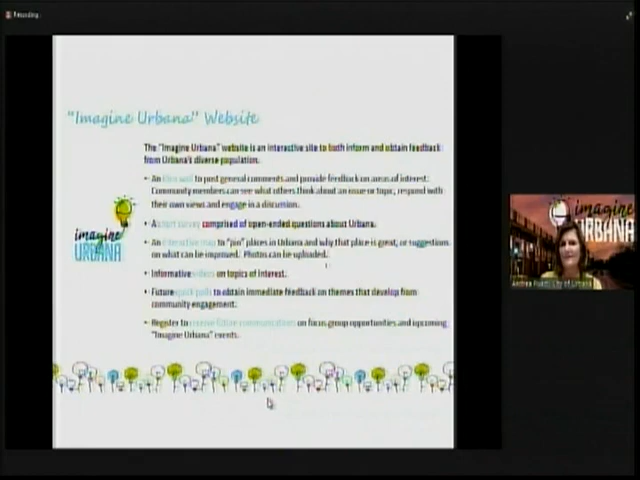 Recording
"Imagine Urbana" Website
The "Imagine Urbana" website is an interactive site to both inform and obtain feedback
from Urbana's diverse population.
• An idea wall to post general comments and provide feedback on areas of interest.
Community members can see what others think about an issue or topic, respond with
their own views and engage in a discussion.
• A short survey comprised of open-ended questions about Urbana.
• An interactive map to "pin" places in Urbana and why that place is great, or suggestions
on what can be improved. Photos can be uploaded.
• Informative videos on topics of interest.
• Future quick polls to obtain immediate feedback on themes that develop from
community engagement.
• Register to receive future communications on focus group opportunities and upcoming
"Imagine Urbana" events.
imagine
URBANA
imagine
URBANA
Andrea City of Urbana